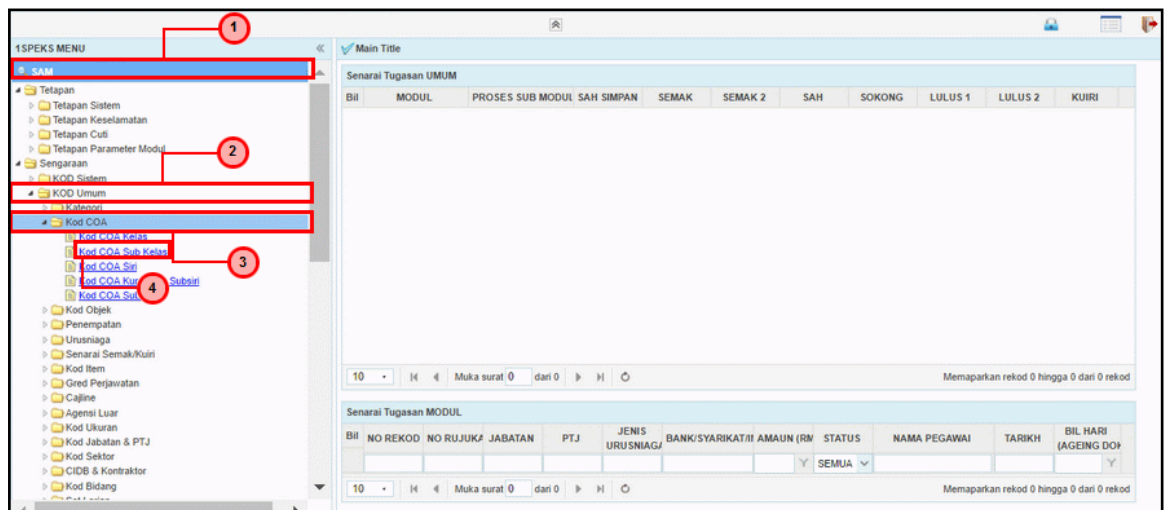 1
1SPEKS MENU
Main Title
SAM
Tetapan
Tetapan Sistem
Tetapan Keselamatan
Tetapan Cuti
Tetapan Parameter Modul
2
Sengaraan
KOD Sistem
KOD Umum
Kategori
Kod COA
Kod COA Kelas
Kod COA Sub Kelas
3
Kod COA Siri
Subsiri
4
Kod COA
Kod Objek
Penempatan
Urusniaga
Senarai Semak/Kuiri
Kod Item
Gred Perjawatan
Cajline
Agensi Luar
Kod Ukuran
Kod Jabatan & PTJ
Kod Sektor
CIDB & Kontraktor
Kod Bidang
Senarai Tugasan UMUM
Bil MODUL PROSES SUB MODUL SAH SIMPAN SEMAK SEMAK 2 SAH SOKONG LULUS 1 LULUS 2 KUIRI
10 Muka surat 0 dari 0 Memaparkan rekod 0 hingga 0 dari 0 rekod
Senarai Tugasan MODUL
Bil NO REKOD NO RUJUKA JABATAN PTJ JENIS URUSNIAGA BANK/SYARIKAT/II AMAUN (RM STATUS NAMA PEGAWAI TARIKH BIL HARI (AGEING DOK
SEMUA
10 Muka surat 0 dari 0 Memaparkan rekod 0 hingga 0 dari 0 rekod